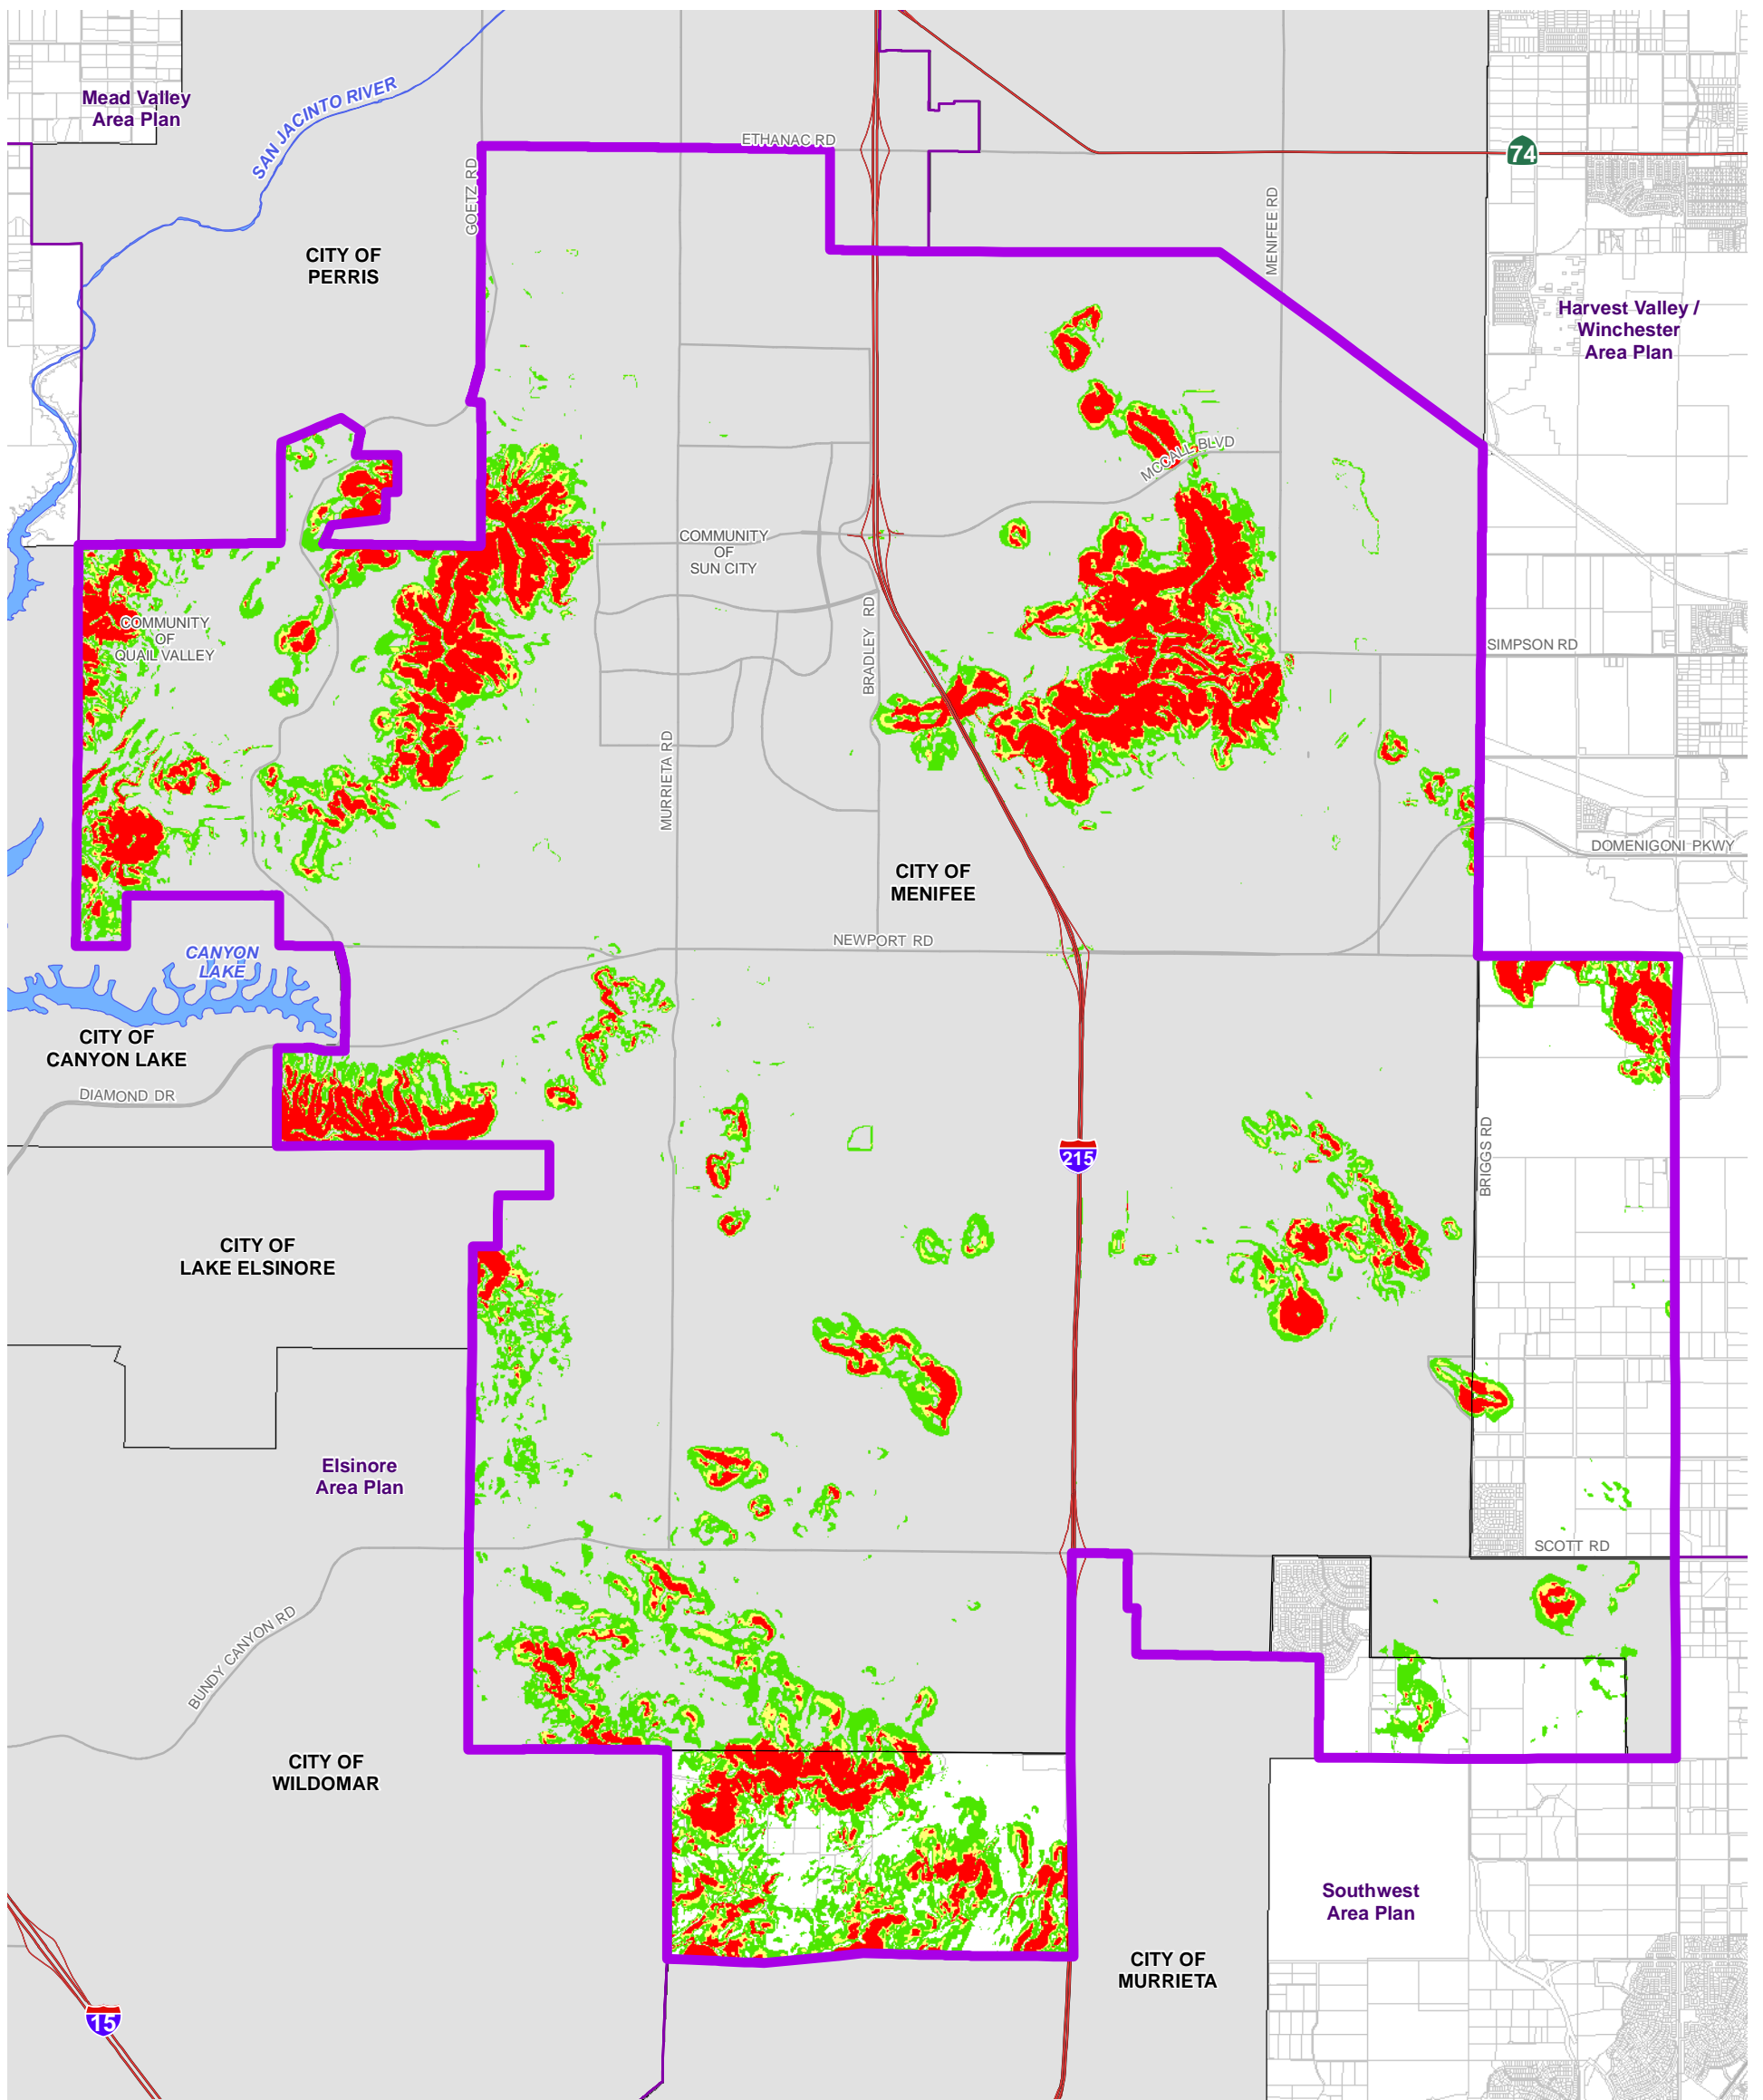 Mead Valley
Area Plan
SAN JACINTO RIVER
ETHANAC RD
74
GOETZ RD
MENIFEE RD
CITY OF
PERRIS
Harvest Valley /
Winchester
Area Plan
MCCALL BLVD
COMMUNITY
OF
SUN CITY
COMMUNITY
OF
QUAIL VALLEY
BRADLEY RD
SIMPSON RD
MURRIETA RD
DOMENIGONI PKWY
CITY OF
MENIFEE
NEWPORT RD
CANYON
LAKE
CITY OF
CANYON LAKE
DIAMOND DR
BRIGGS RD
215
CITY OF
LAKE ELSINORE
Elsinore
Area Plan
SCOTT RD
BUNDY CANYON RD
CITY OF
WILDOMAR
Southwest
Area Plan
CITY OF
MURRIETA
15